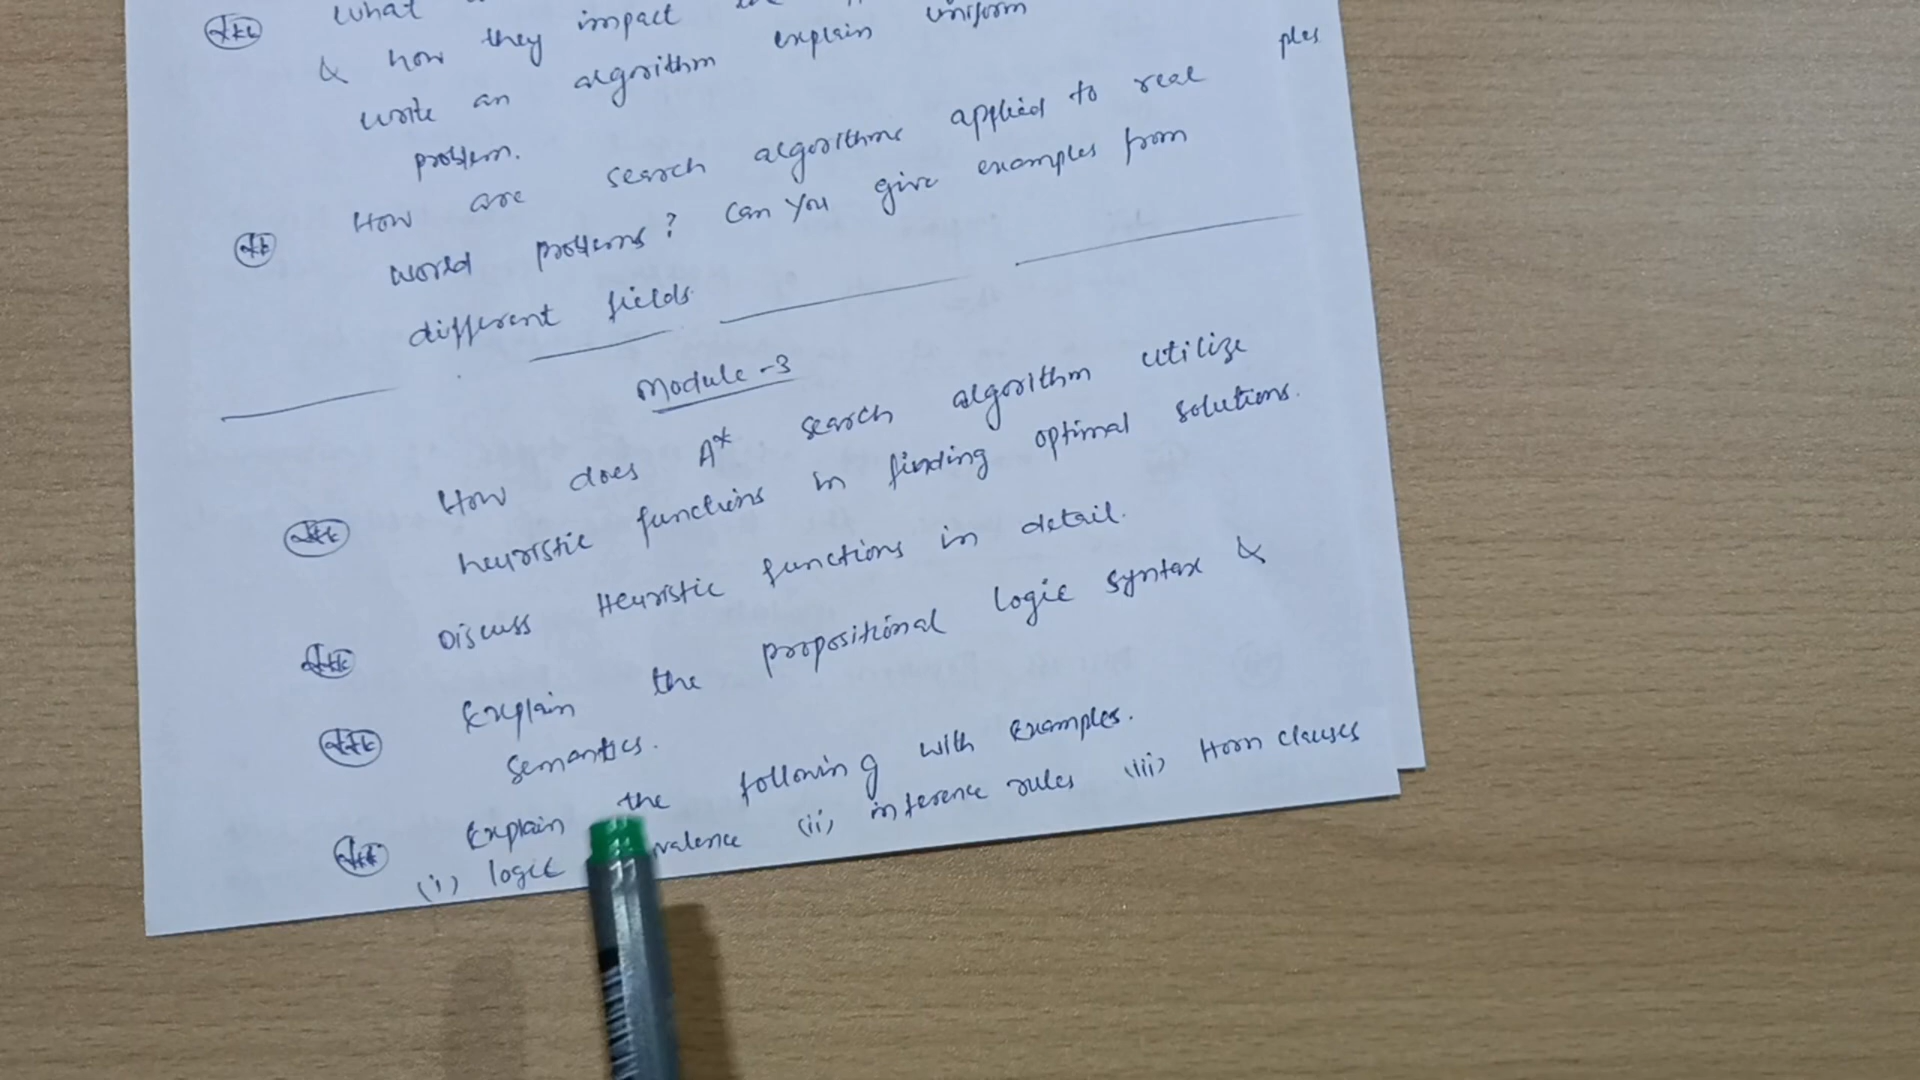 What
& how they impact
write an algorithm explain uniform
problem.
ples
How are search algorithms applied to real
world problems? Can you give examples from
different fields.
Module-3
How does A* search algorithm utilize
heuristic functions in finding optimal solutions.
Discuss Heuristic functions in detail.
Explain the propositional logic syntax &
semantics.
Explain the following with Examples.
(i) logic valence (ii) inference rules (iii) Horn clauses